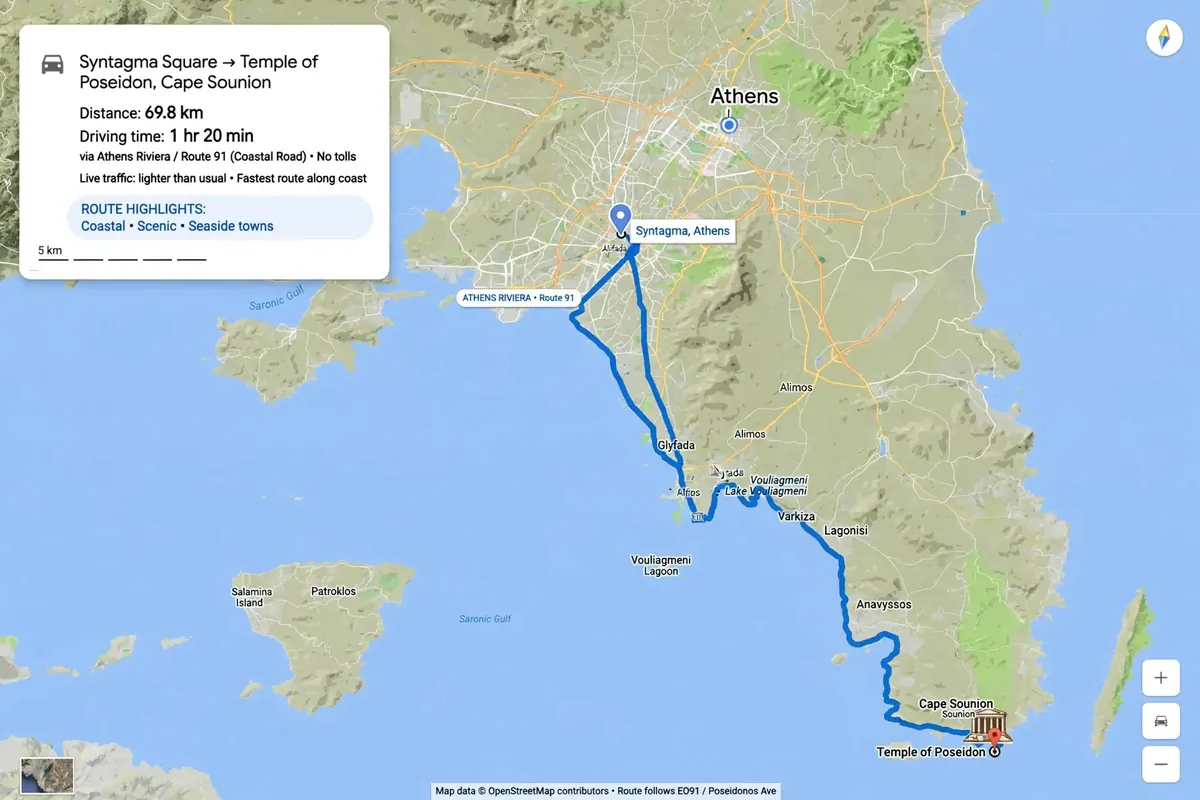 Syntagma Square → Temple of
Poseidon, Cape Sounion
Distance: 69.8 km
Driving time: 1 hr 20 min
via Athens Riviera / Route 91 (Coastal Road) • No tolls
Live traffic: lighter than usual • Fastest route along coast
ROUTE HIGHLIGHTS:
Coastal • Scenic • Seaside towns
5 km
Athens
Syntagma, Athens
Saronic Gulf
ATHENS RIVIERA • Route 91
Alimos
Alimos
Glyfada
Vouliagmeni
Lake Vouliagmeni
Varkiza
Lagonisi
Vouliagmeni
Lagoon
Salamina
Island
Patroklos
Anavyssos
Saronic Gulf
Cape Sounion
Sounion
Temple of Poseidon
Map data © OpenStreetMap contributors • Route follows EO91 / Poseidonos Ave